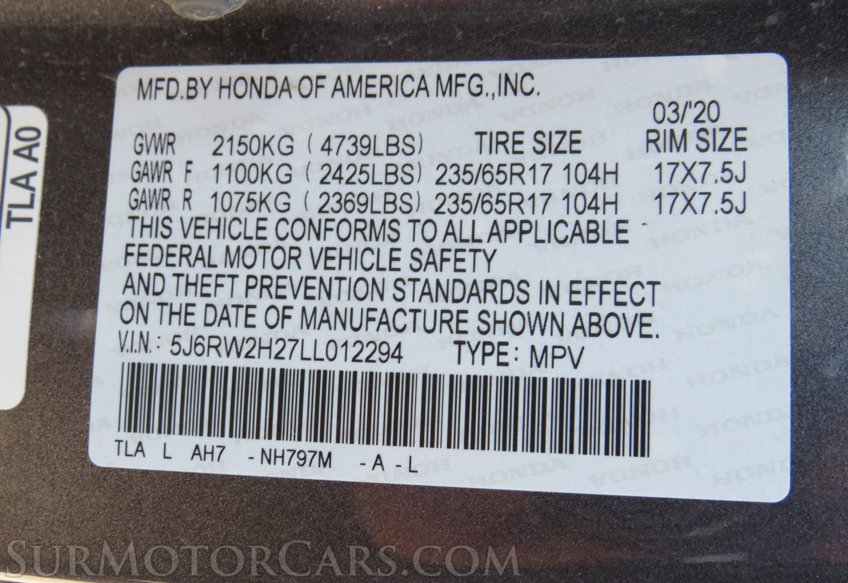 MFD.BY HONDA OF AMERICA MFG.,INC.
03/'20
GVWR 2150KG ( 4739LBS) TIRE SIZE RIM SIZE
GAWR F 1100KG ( 2425LBS) 235/65R17 104H 17X7.5J
GAWR R 1075KG ( 2369LBS) 235/65R17 104H 17X7.5J
THIS VEHICLE CONFORMS TO ALL APPLICABLE
FEDERAL MOTOR VEHICLE SAFETY
AND THEFT PREVENTION STANDARDS IN EFFECT
ON THE DATE OF MANUFACTURE SHOWN ABOVE.
V.I.N.: 5J6RW2H27LL012294 TYPE: MPV
TLA L AH7 -NH797M -A -L
TLA A0
SurMotorCars.com